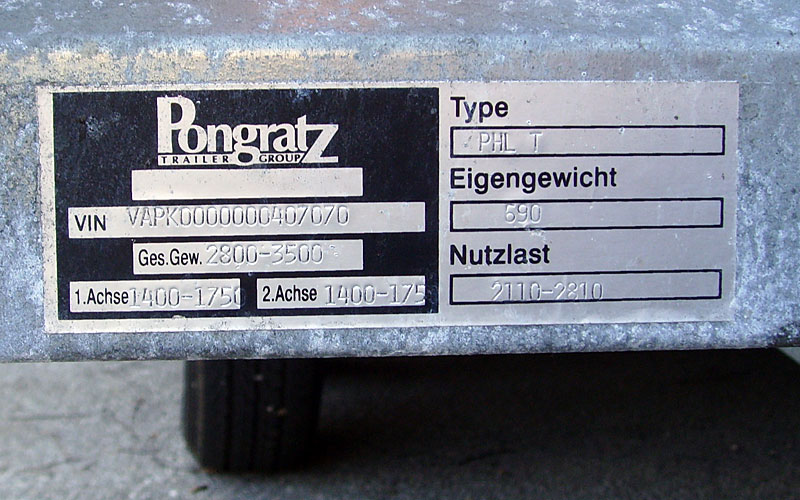 Pongratz
TRAILER GROUP
VIN VAPK0000000407070
Ges.Gew. 2800-3500
1.Achse 1400-1750
2.Achse 1400-175
Type
PHL T
Eigengewicht
690
Nutzlast
2110-2810